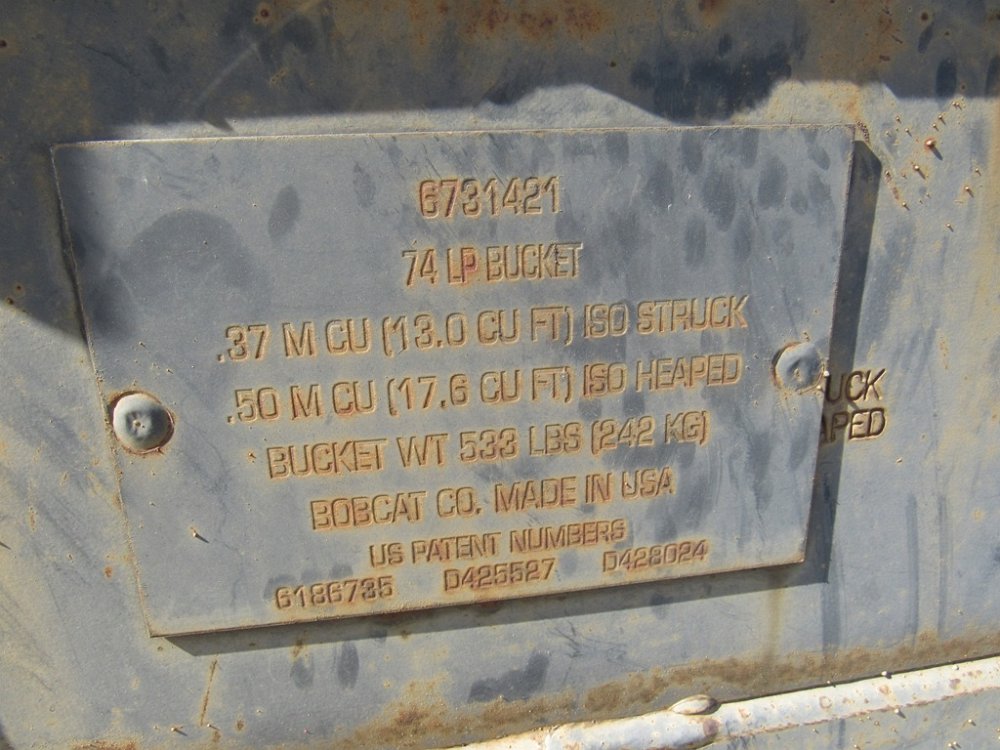 6731421
74 LP BUCKET
.37 M CU (13.0 CU FT) ISO STRUCK
.50 M CU (17.6 CU FT) ISO HEAPED
BUCKET WT 533 LBS (242 KG)
BOBCAT CO. MADE IN USA
US PATENT NUMBERS
6186735 D425527 D428024
UCK
APED